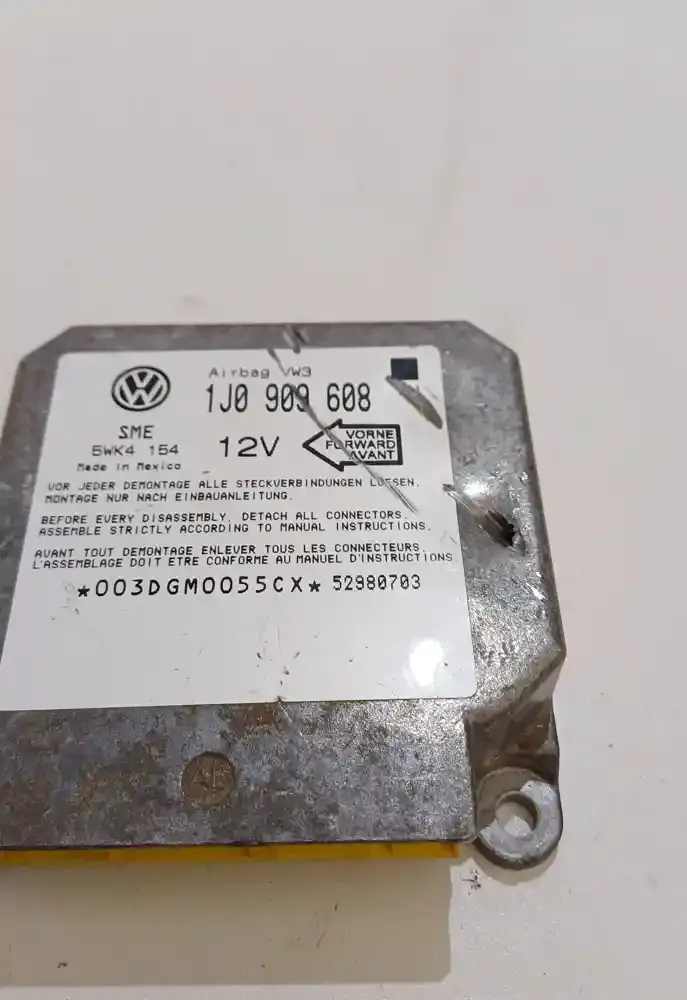 Airbag VW3
1J0 909 608
SME
5WK4 154
Made in Mexico
12V
VORNE
FORWARD
AVANT
VOR JEDER DEMONTAGE ALLE STECKVERBINDUNGEN LOESEN.
MONTAGE NUR NACH EINBAUANLEITUNG.
BEFORE EVERY DISASSEMBLY, DETACH ALL CONNECTORS.
ASSEMBLE STRICTLY ACCORDING TO MANUAL INSTRUCTIONS.
AVANT TOUT DEMONTAGE ENLEVER TOUS LES CONNECTEURS.
L'ASSEMBLAGE DOIT ETRE CONFORME AU MANUEL D'INSTRUCTIONS
*003DGM0055CX* 52980703